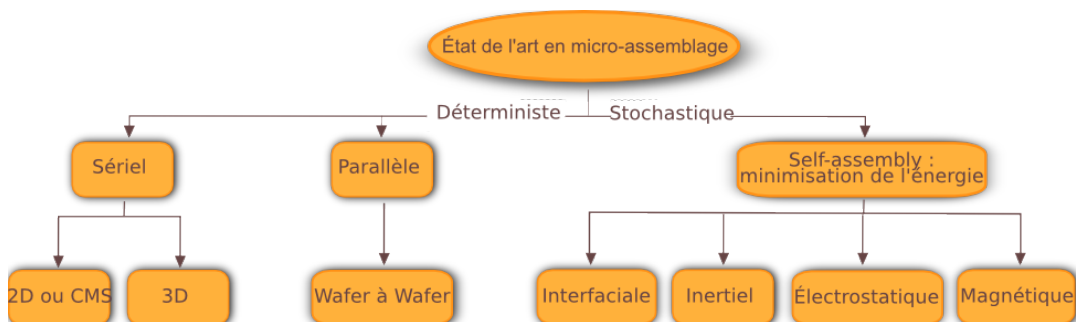 État de l'art en micro-assemblage
Déterministe
Stochastique
Sériel
Parallèle
Self-assembly :
minimisation de l'énergie
2D ou CMS
3D
Wafer à Wafer
Interfaciale
Inertiel
Électrostatique
Magnétique